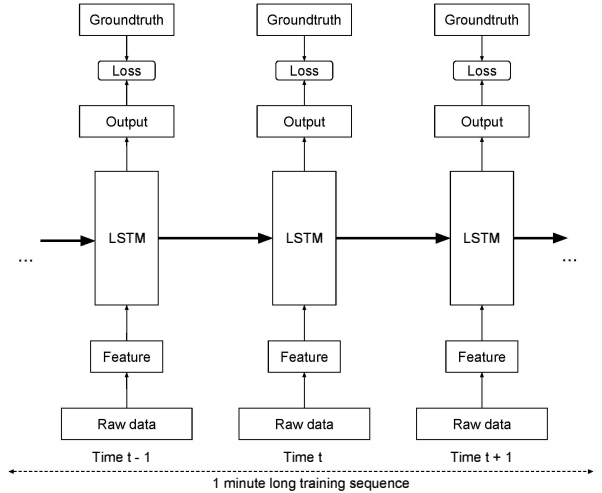 Groundtruth Groundtruth Groundtruth
Loss Loss Loss
Output Output Output
LSTM LSTM LSTM
... ...
Feature Feature Feature
Raw data Raw data Raw data
Time t - 1 Time t Time t + 1
1 minute long training sequence